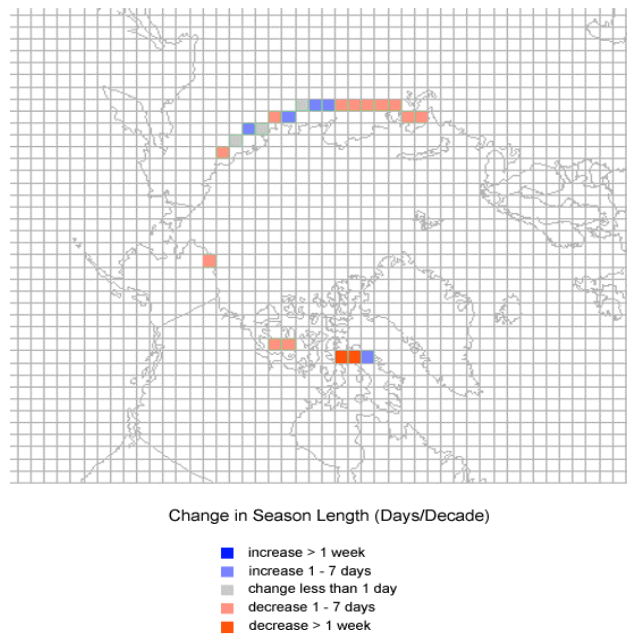 Change in Season Length (Days/Decade)
increase > 1 week
increase 1 - 7 days
change less than 1 day
decrease 1 - 7 days
decrease > 1 week